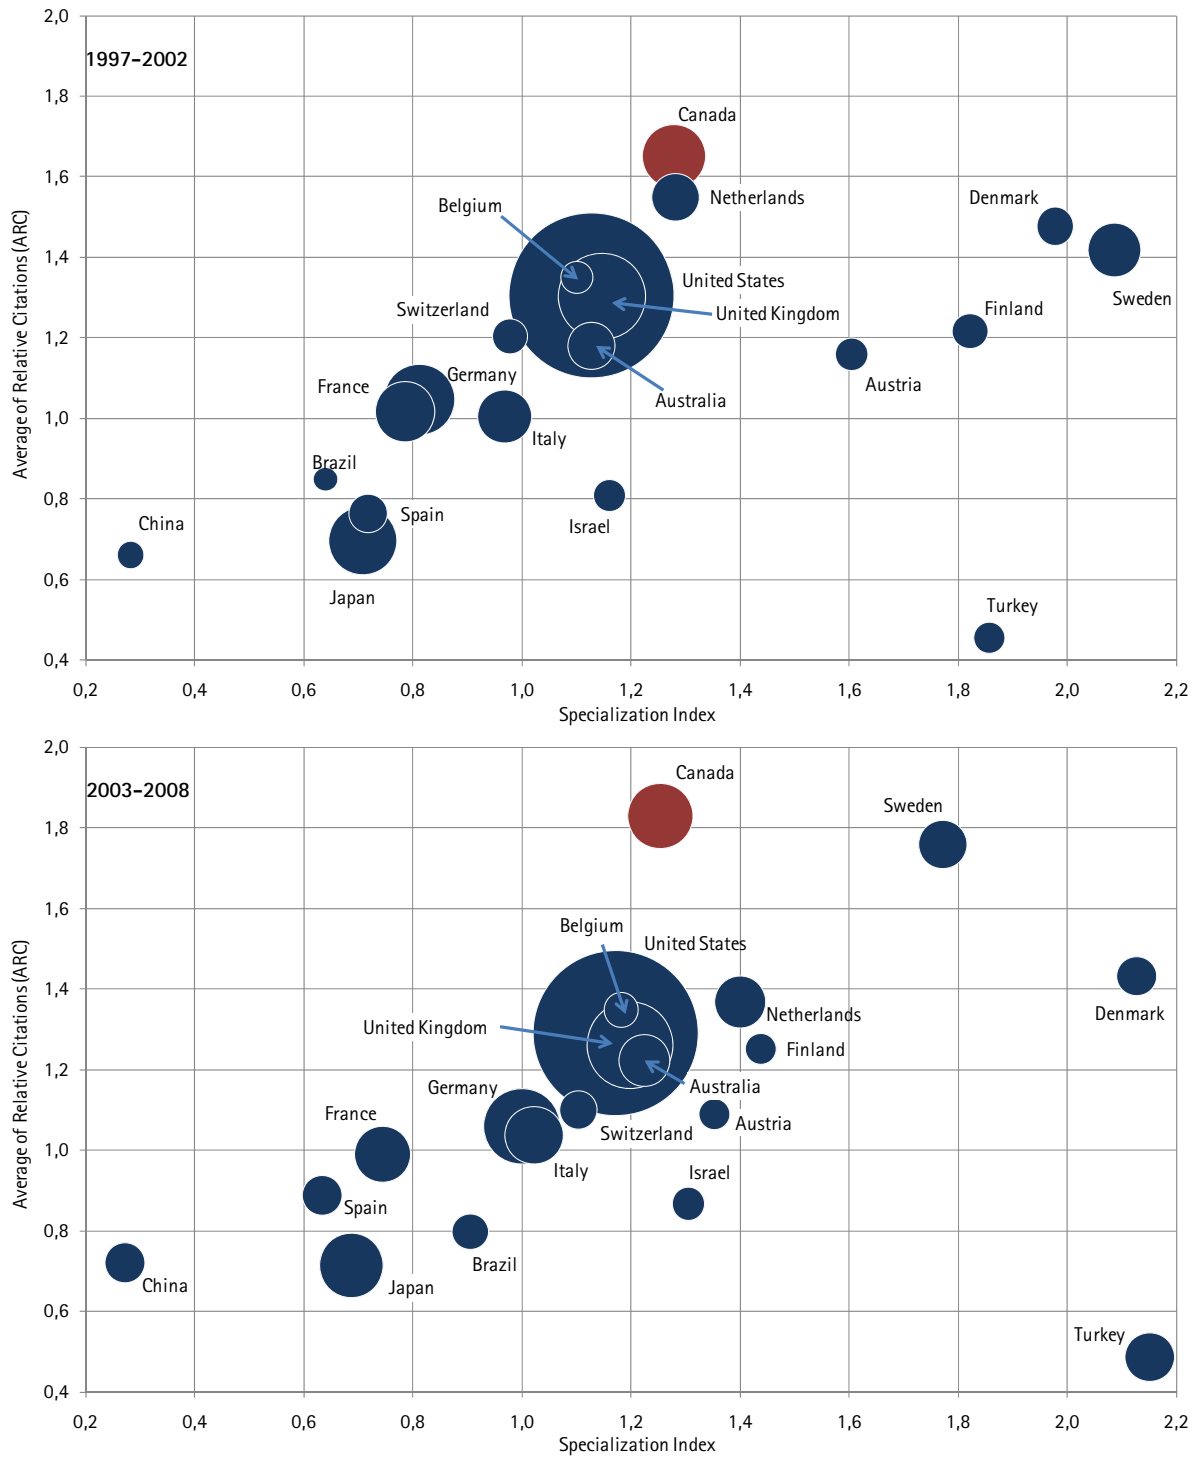 2,0
1997-2002
1,8
1,6
1,4
1,2
1,0
0,8
0,6
0,4
Average of Relative Citations (ARC)
Canada
Netherlands
Belgium
Denmark
United States
Sweden
Switzerland
United Kingdom
Finland
Germany
France
Austria
Australia
Italy
Brazil
Spain
Israel
China
Japan
Turkey
0,2 0,4 0,6 0,8 1,0 1,2 1,4 1,6 1,8 2,0 2,2
Specialization Index
2,0
2003-2008
1,8
1,6
1,4
1,2
1,0
0,8
0,6
0,4
Average of Relative Citations (ARC)
Canada
Sweden
Belgium
United States
Netherlands
Denmark
United Kingdom
Finland
Germany
Australia
France
Switzerland
Austria
Italy
Israel
Spain
Brazil
China
Japan
Turkey
0,2 0,4 0,6 0,8 1,0 1,2 1,4 1,6 1,8 2,0 2,2
Specialization Index